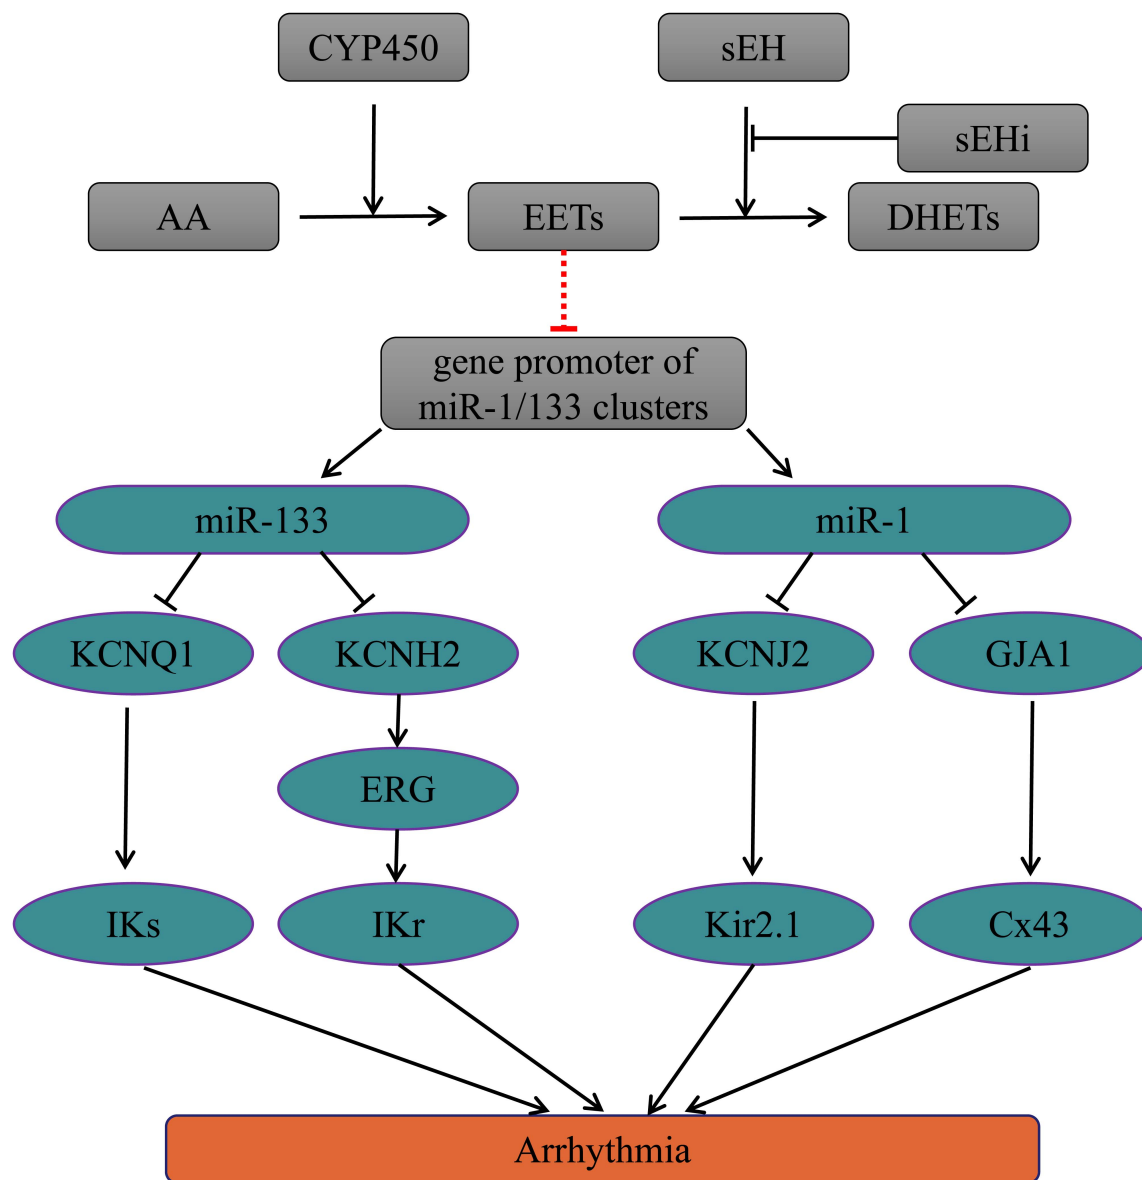 CYP450
sEH
sEHi
AA
EETs
DHETs
gene promoter of
miR-1/133 clusters
miR-133
miR-1
KCNQ1
KCNH2
KCNJ2
GJA1
ERG
IKs
IKr
Kir2.1
Cx43
Arrhythmia